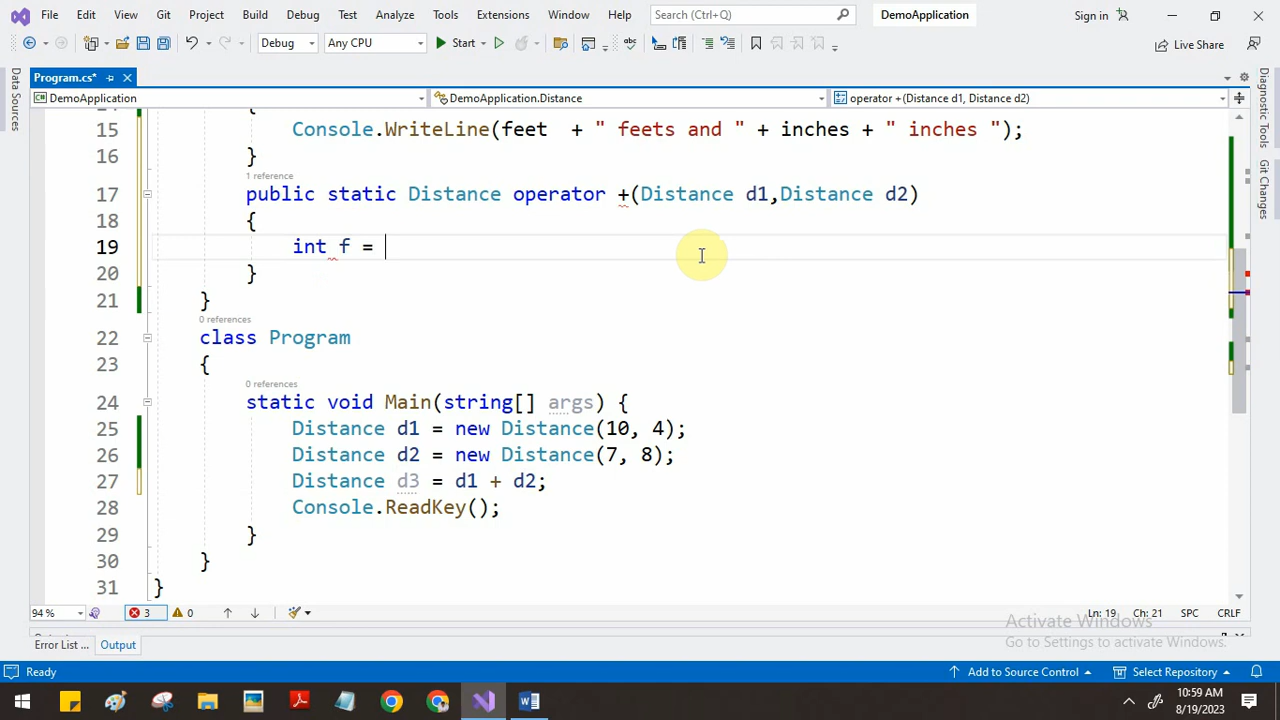 File Edit View Git Project Build Debug Test Analyze Tools Extensions Window Help Search (Ctrl+Q) DemoApplication Sign in
Debug Any CPU Start Live Share
Program.cs*
DemoApplication DemoApplication.Distance operator +(Distance d1, Distance d2)
Data Sources
Diagnostic Tools
Git Changes
15 Console.WriteLine(feet + " feets and " + inches + " inches ");
16 }
1 reference
17 public static Distance operator +(Distance d1,Distance d2)
18 {
19 int f =
20 }
21 }
0 references
22 class Program
23 {
0 references
24 static void Main(string[] args) {
25 Distance d1 = new Distance(10, 4);
26 Distance d2 = new Distance(7, 8);
27 Distance d3 = d1 + d2;
28 Console.ReadKey();
29 }
30 }
31 }
94 % 3 0 Ln: 19 Ch: 21 SPC CRLF
Activate Windows
Go to Settings to activate Windows.
Error List ... Output
Ready Add to Source Control Select Repository
10:59 AM
8/19/2023